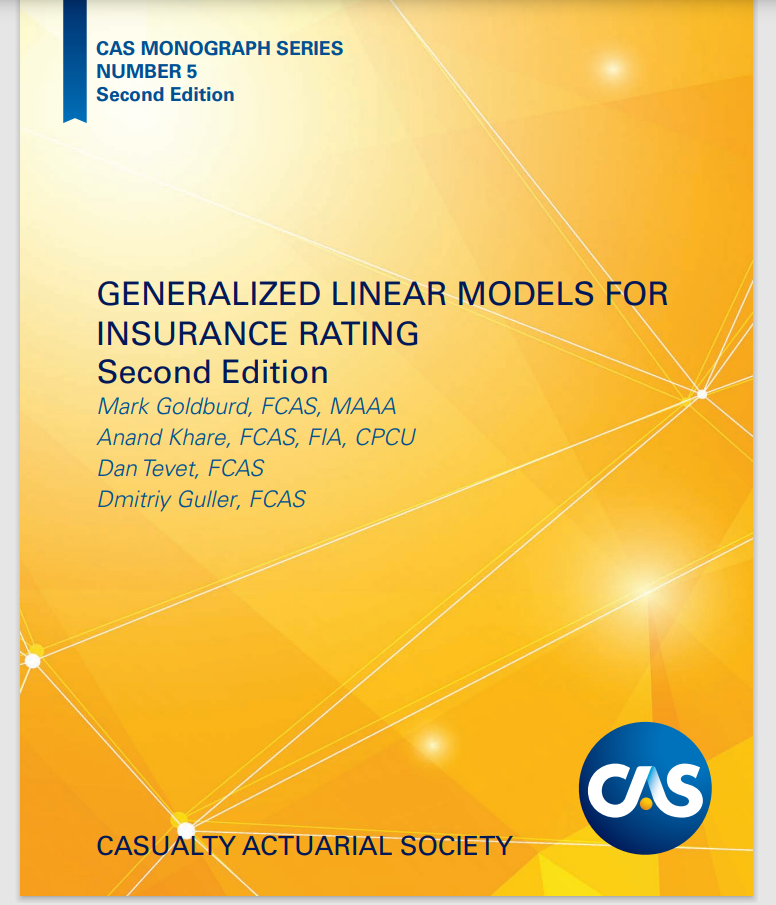 CAS MONOGRAPH SERIES
NUMBER 5
Second Edition
GENERALIZED LINEAR MODELS FOR
INSURANCE RATING
Second Edition
Mark Goldburd, FCAS, MAAA
Anand Khare, FCAS, FIA, CPCU
Dan Tevet, FCAS
Dmitriy Guller, FCAS
CAS
CASUALTY ACTUARIAL SOCIETY